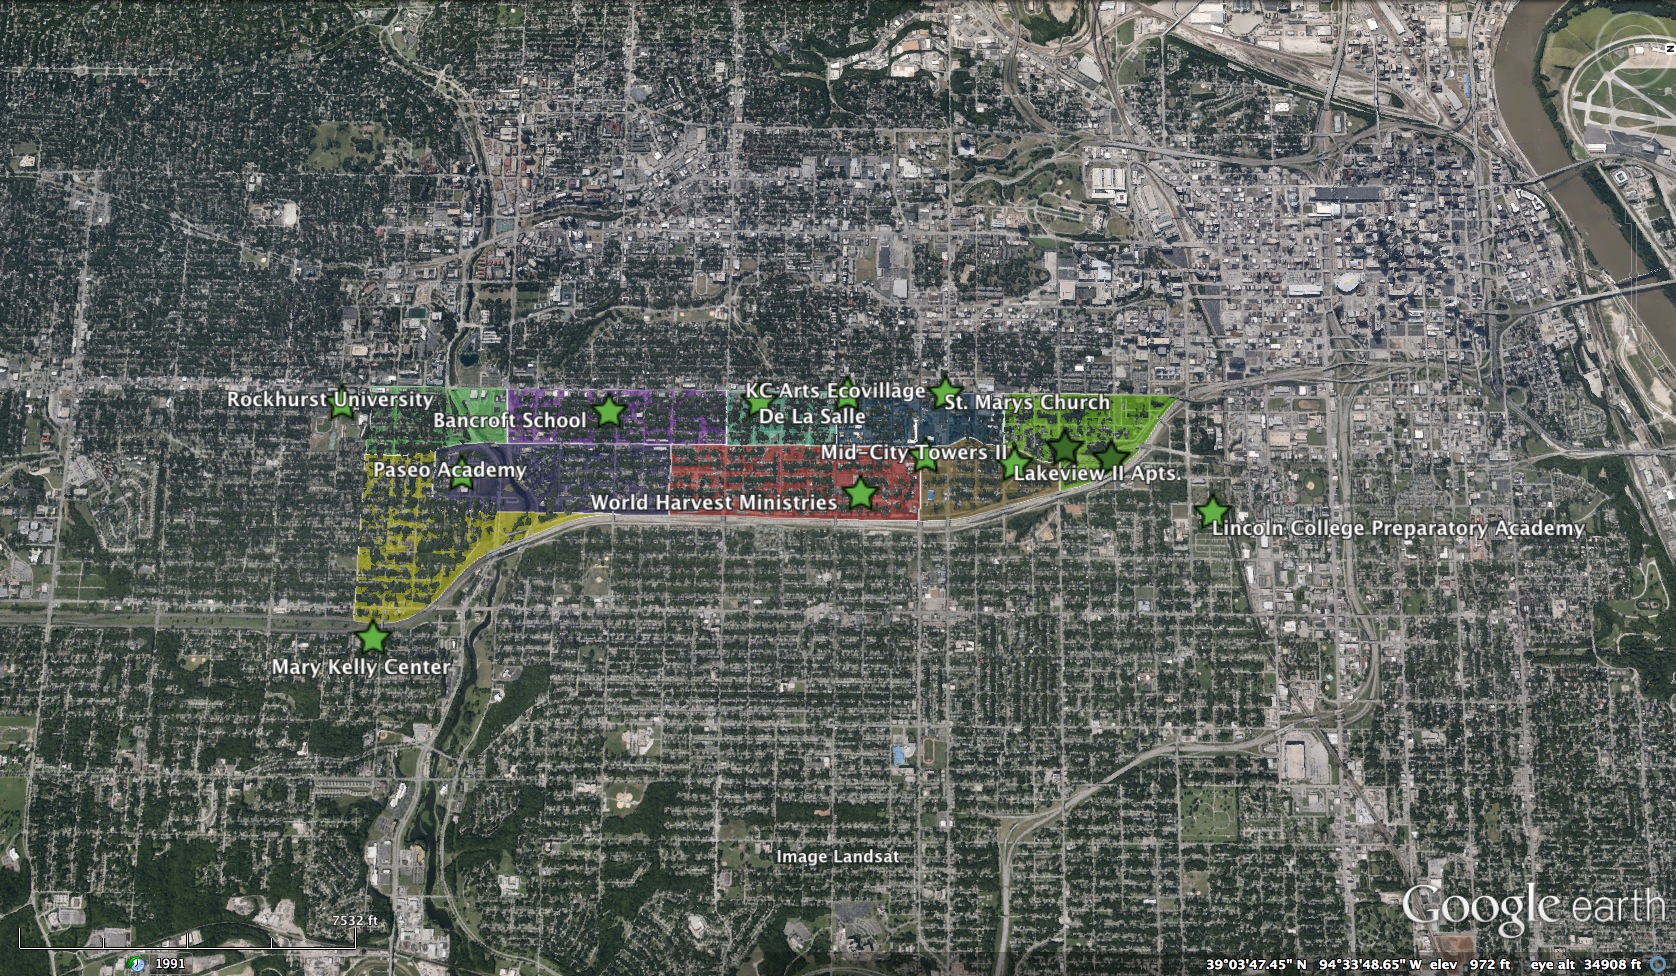 N
KC Arts Ecovillage
Rockhurst University
St. Marys Church
De La Salle
Bancroft School
Mid-City Towers II
Paseo Academy
Lakeview II Apts.
World Harvest Ministries
Lincoln College Preparatory Academy
Mary Kelly Center
Image Landsat
Google earth
7532 ft
1991
39°03'47.45" N 94°33'48.65" W elev 972 ft eye alt 34908 ft